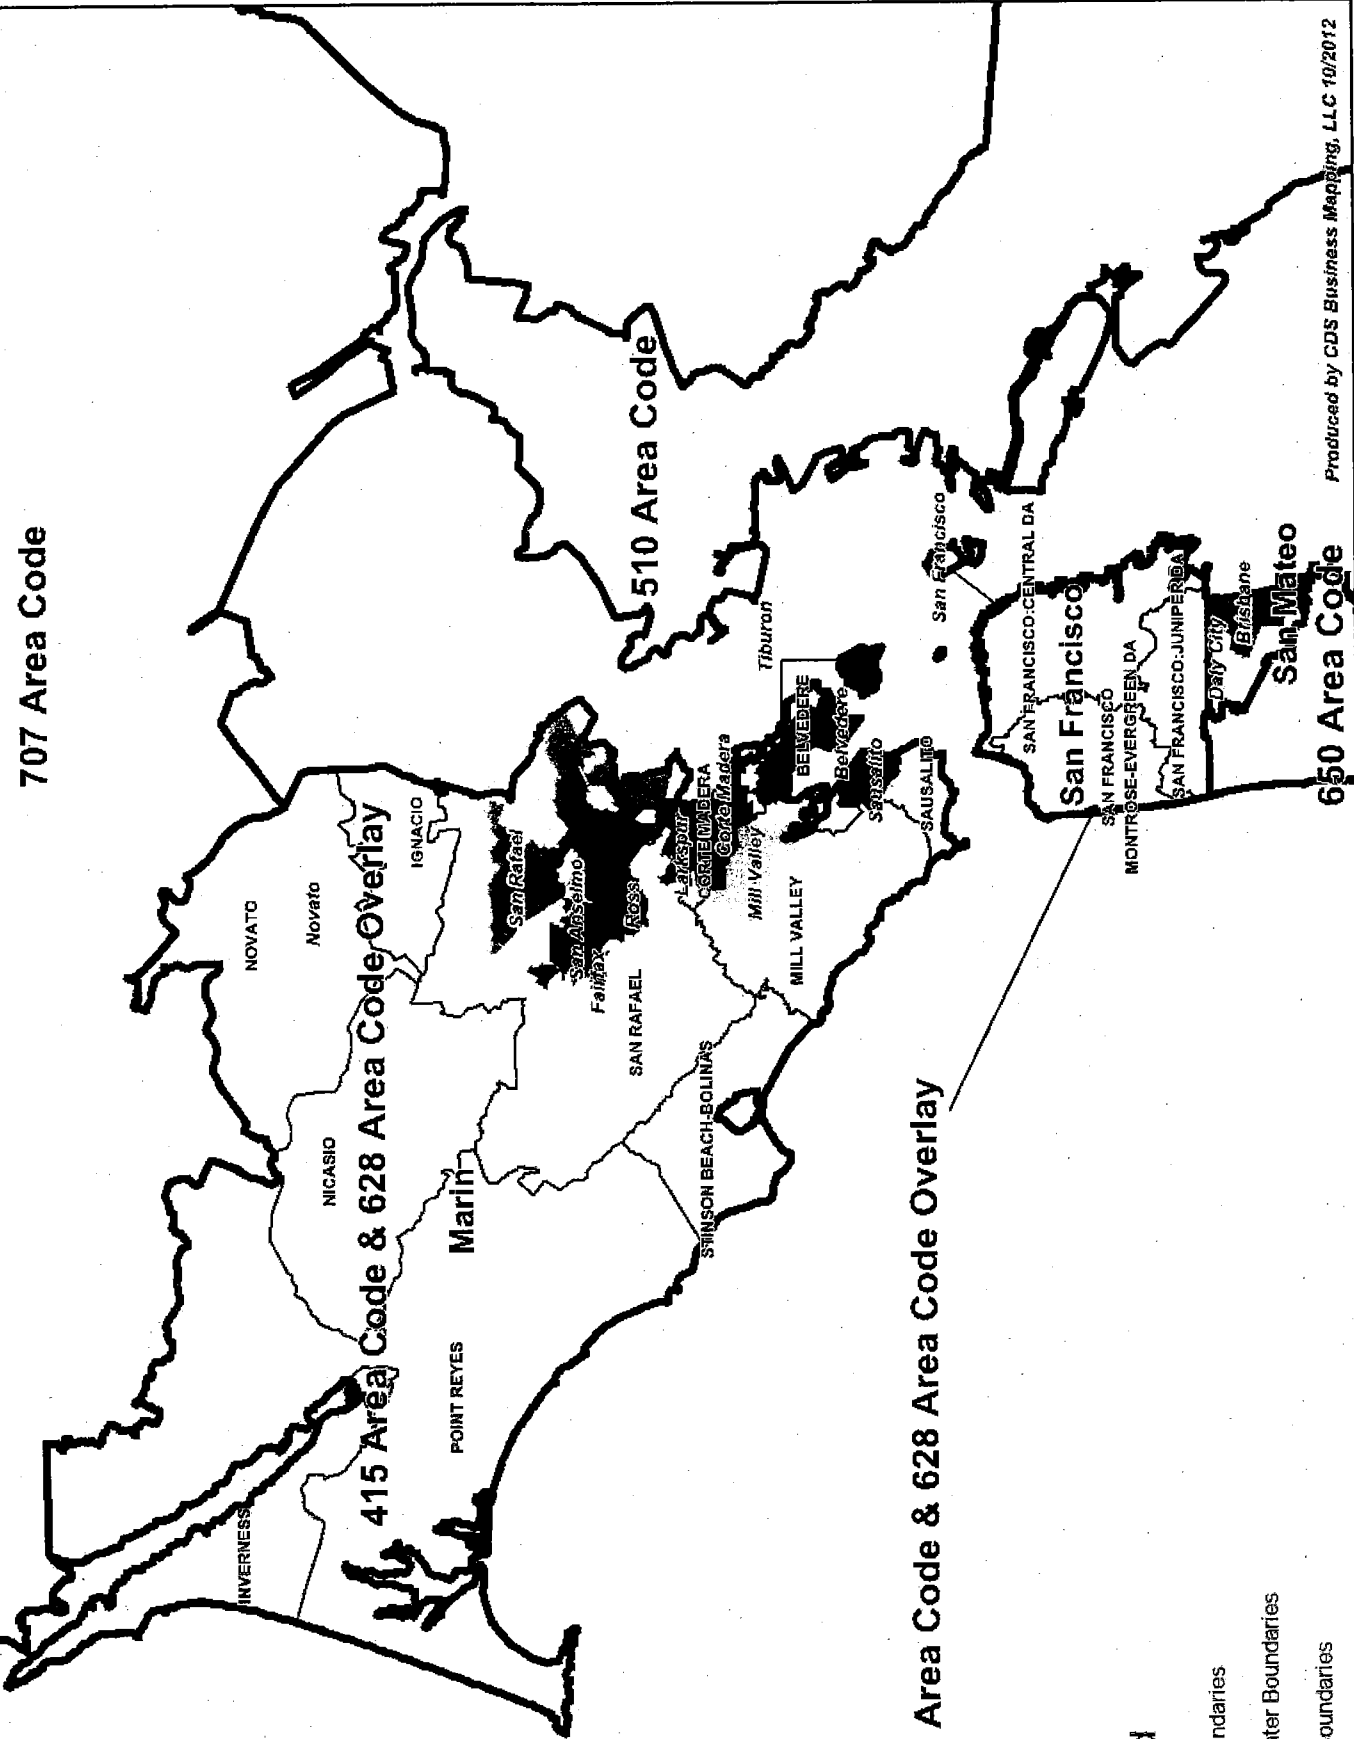 707 Area Code
NOVATO
Novato
IGNACIO
415 Area Code & 628 Area Code Overlay
NICASIO
Marin
INVERNESS
POINT REYES
San Rafael
San Anselmo
Fairfax
Ross
SAN RAFAEL
510 Area Code
Larkspur
CORTE MADERA
Corte Madera
Mill Valley
MILL VALLEY
STINSON BEACH-BOLINAS
Tiburon
BELVEDERE
Belvedere
Sausalito
SAUSALITO
San Francisco
Area Code & 628 Area Code Overlay
SAN FRANCISCO:CENTRAL DA
San Francisco
SAN FRANCISCO
MONTROSE-EVERGREEN DA
SAN FRANCISCO:JUNIPER DA
Daly City
Brisbane
San Mateo
650 Area Code
ndaries
ter Boundaries
oundaries
Produced by CDS Business Mapping, LLC 10/2012